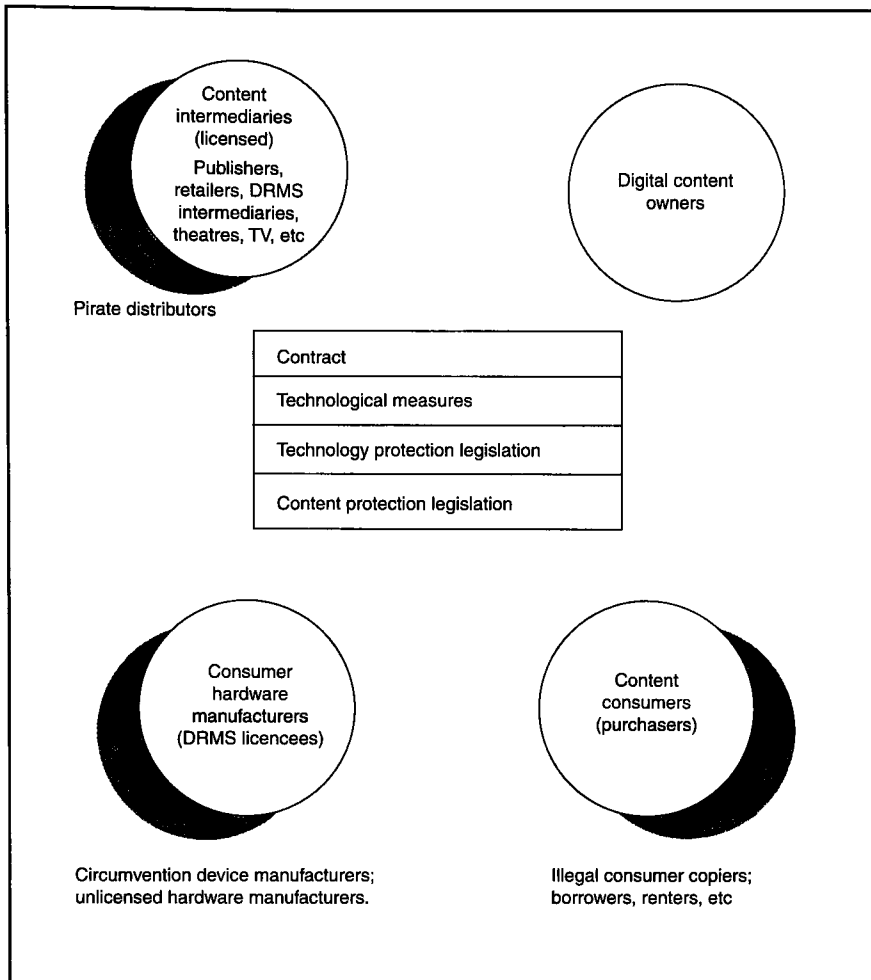 Content
intermediaries
(licensed)
Publishers,
retailers, DRMS
intermediaries,
theatres, TV, etc
Digital content
owners
Pirate distributors
Contract
Technological measures
Technology protection legislation
Content protection legislation
Consumer
hardware
manufacturers
(DRMS licencees)
Content
consumers
(purchasers)
Circumvention device manufacturers;
unlicensed hardware manufacturers.
Illegal consumer copiers;
borrowers, renters, etc